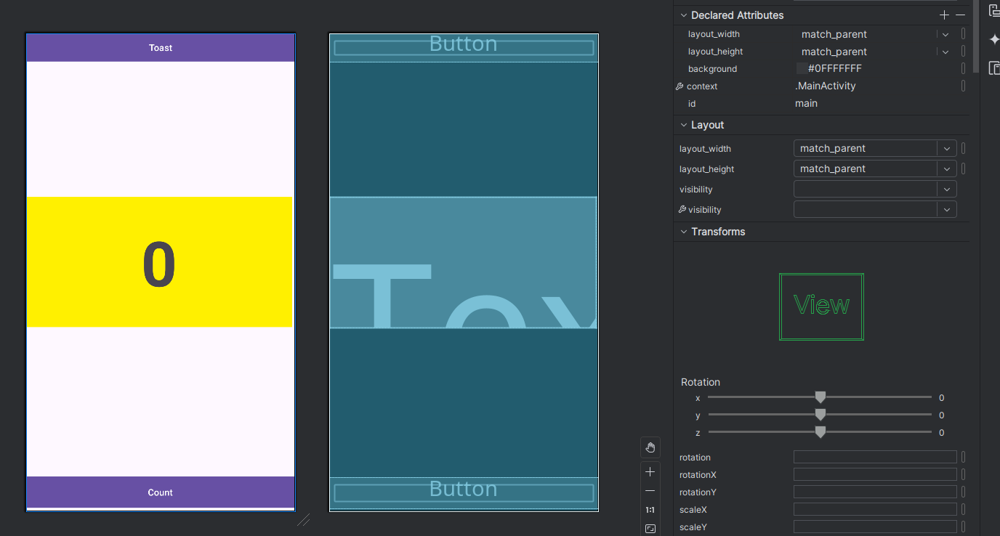 Toast
0
Count
Button
Tex
Button
1:1
Declared Attributes
layout_width match_parent
layout_height match_parent
background #0FFFFFFF
context .MainActivity
id main
Layout
layout_width match_parent
layout_height match_parent
visibility
visibility
Transforms
View
Rotation
x 0
y 0
z 0
rotation
rotationX
rotationY
scaleX
scaleY